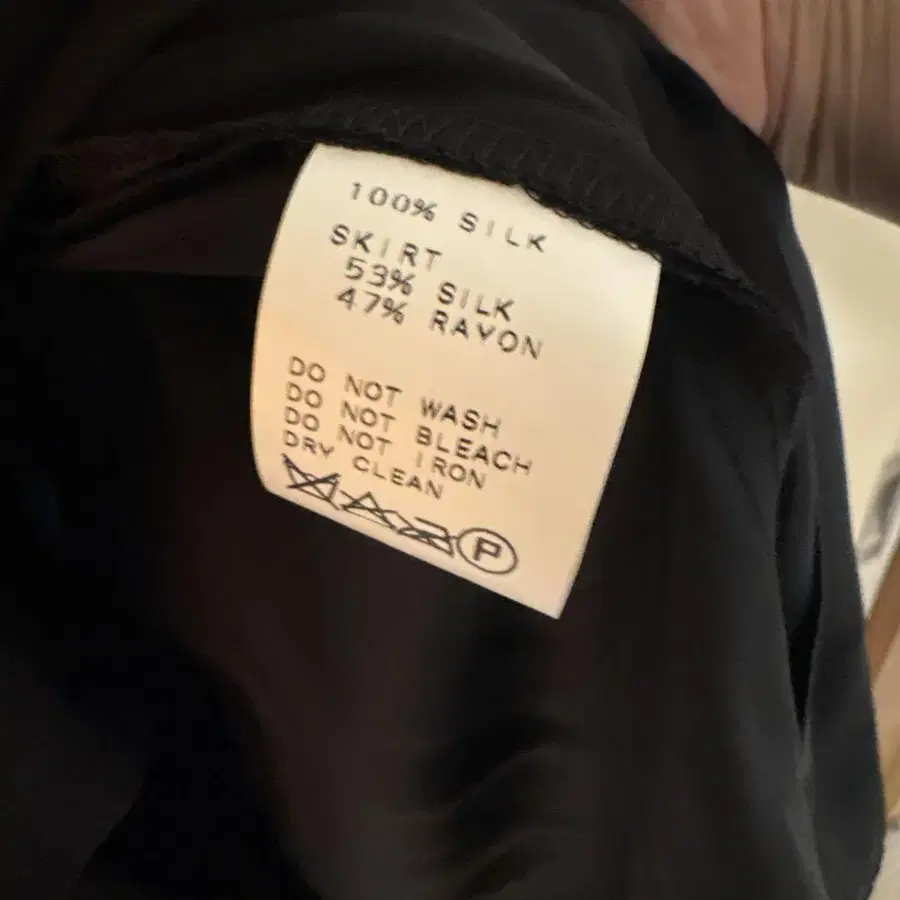 100% SILK
SKIRT
53% SILK
47% RAYON
DO NOT WASH
DO NOT BLEACH
DO NOT IRON
DRY CLEAN
P